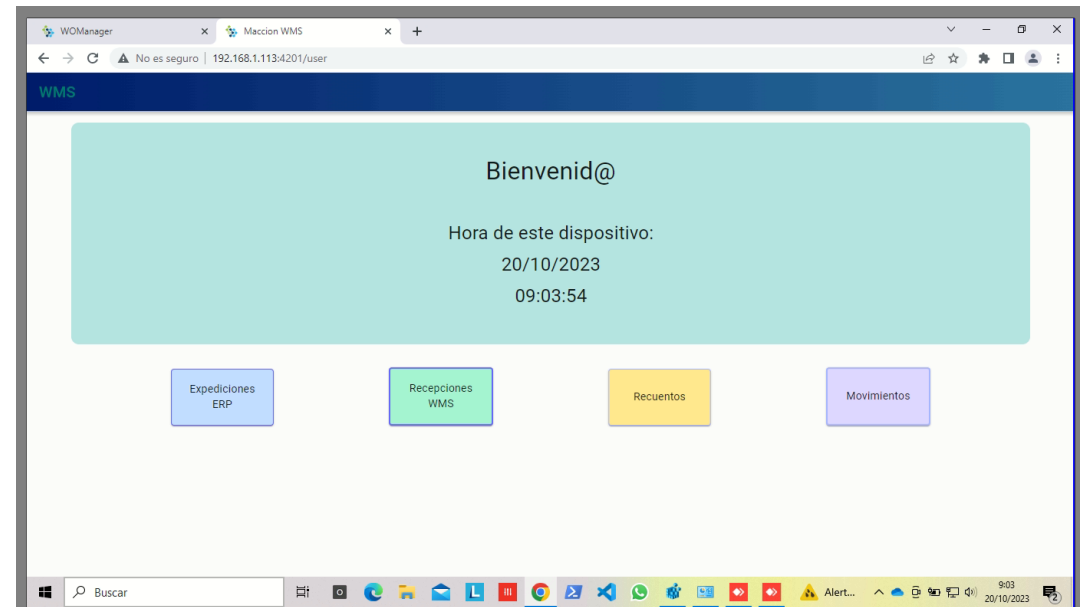 WOManager
Maccion WMS
No es seguro
192.168.1.113:4201/user
WMS
Bienvenid@
Hora de este dispositivo:
20/10/2023
09:03:54
Expediciones
ERP
Recepciones
WMS
Recuentos
Movimientos
Buscar
Alert...
9:03
20/10/2023
2